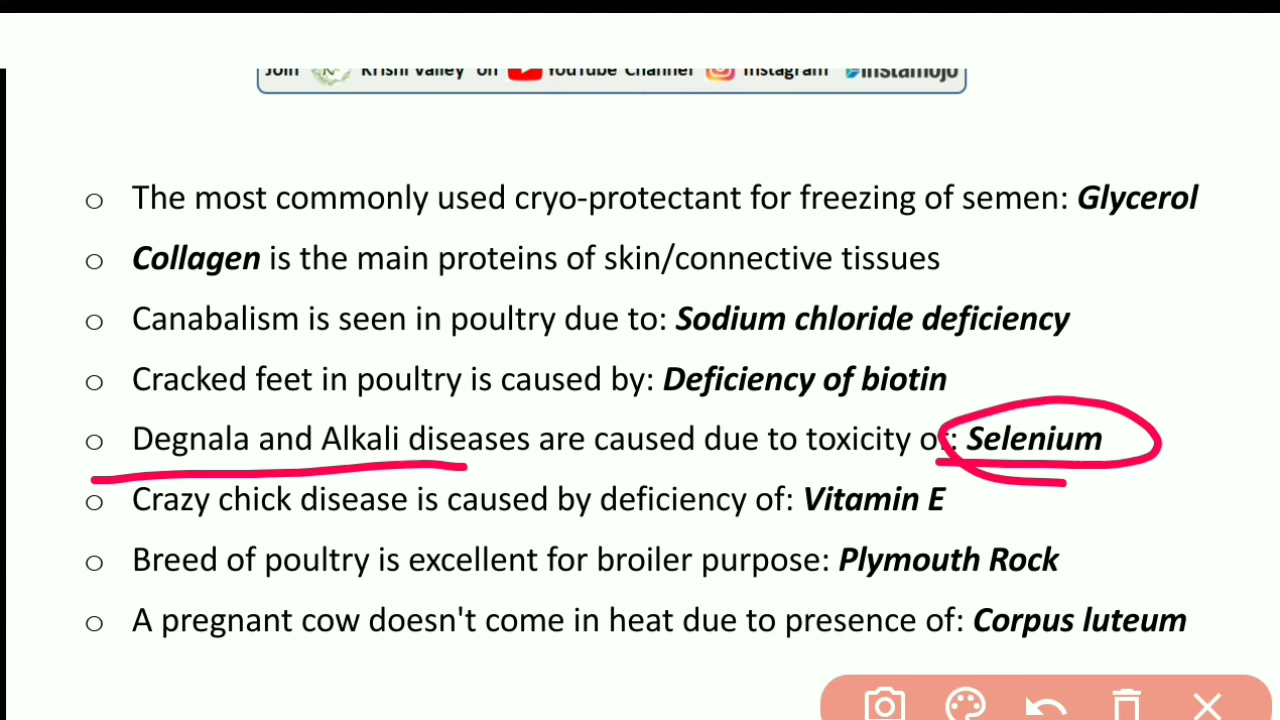 Join Krishi Valley on YouTube Channel Instagram instamojo
o The most commonly used cryo-protectant for freezing of semen: Glycerol
o Collagen is the main proteins of skin/connective tissues
o Canabalism is seen in poultry due to: Sodium chloride deficiency
o Cracked feet in poultry is caused by: Deficiency of biotin
o Degnala and Alkali diseases are caused due to toxicity of: Selenium
o Crazy chick disease is caused by deficiency of: Vitamin E
o Breed of poultry is excellent for broiler purpose: Plymouth Rock
o A pregnant cow doesn't come in heat due to presence of: Corpus luteum